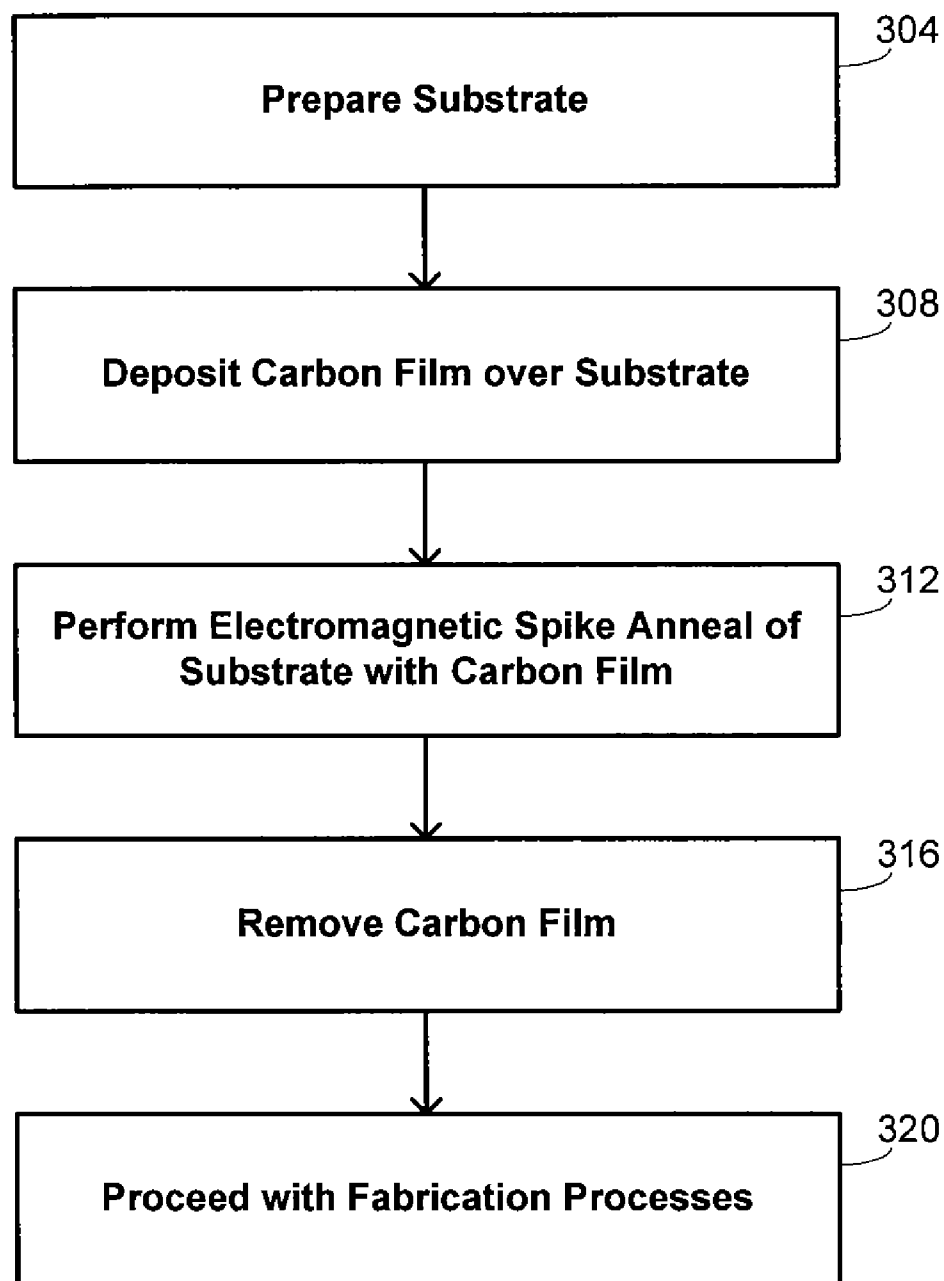 304
Prepare Substrate
308
Deposit Carbon Film over Substrate
312
Perform Electromagnetic Spike Anneal of
Substrate with Carbon Film
316
Remove Carbon Film
320
Proceed with Fabrication Processes